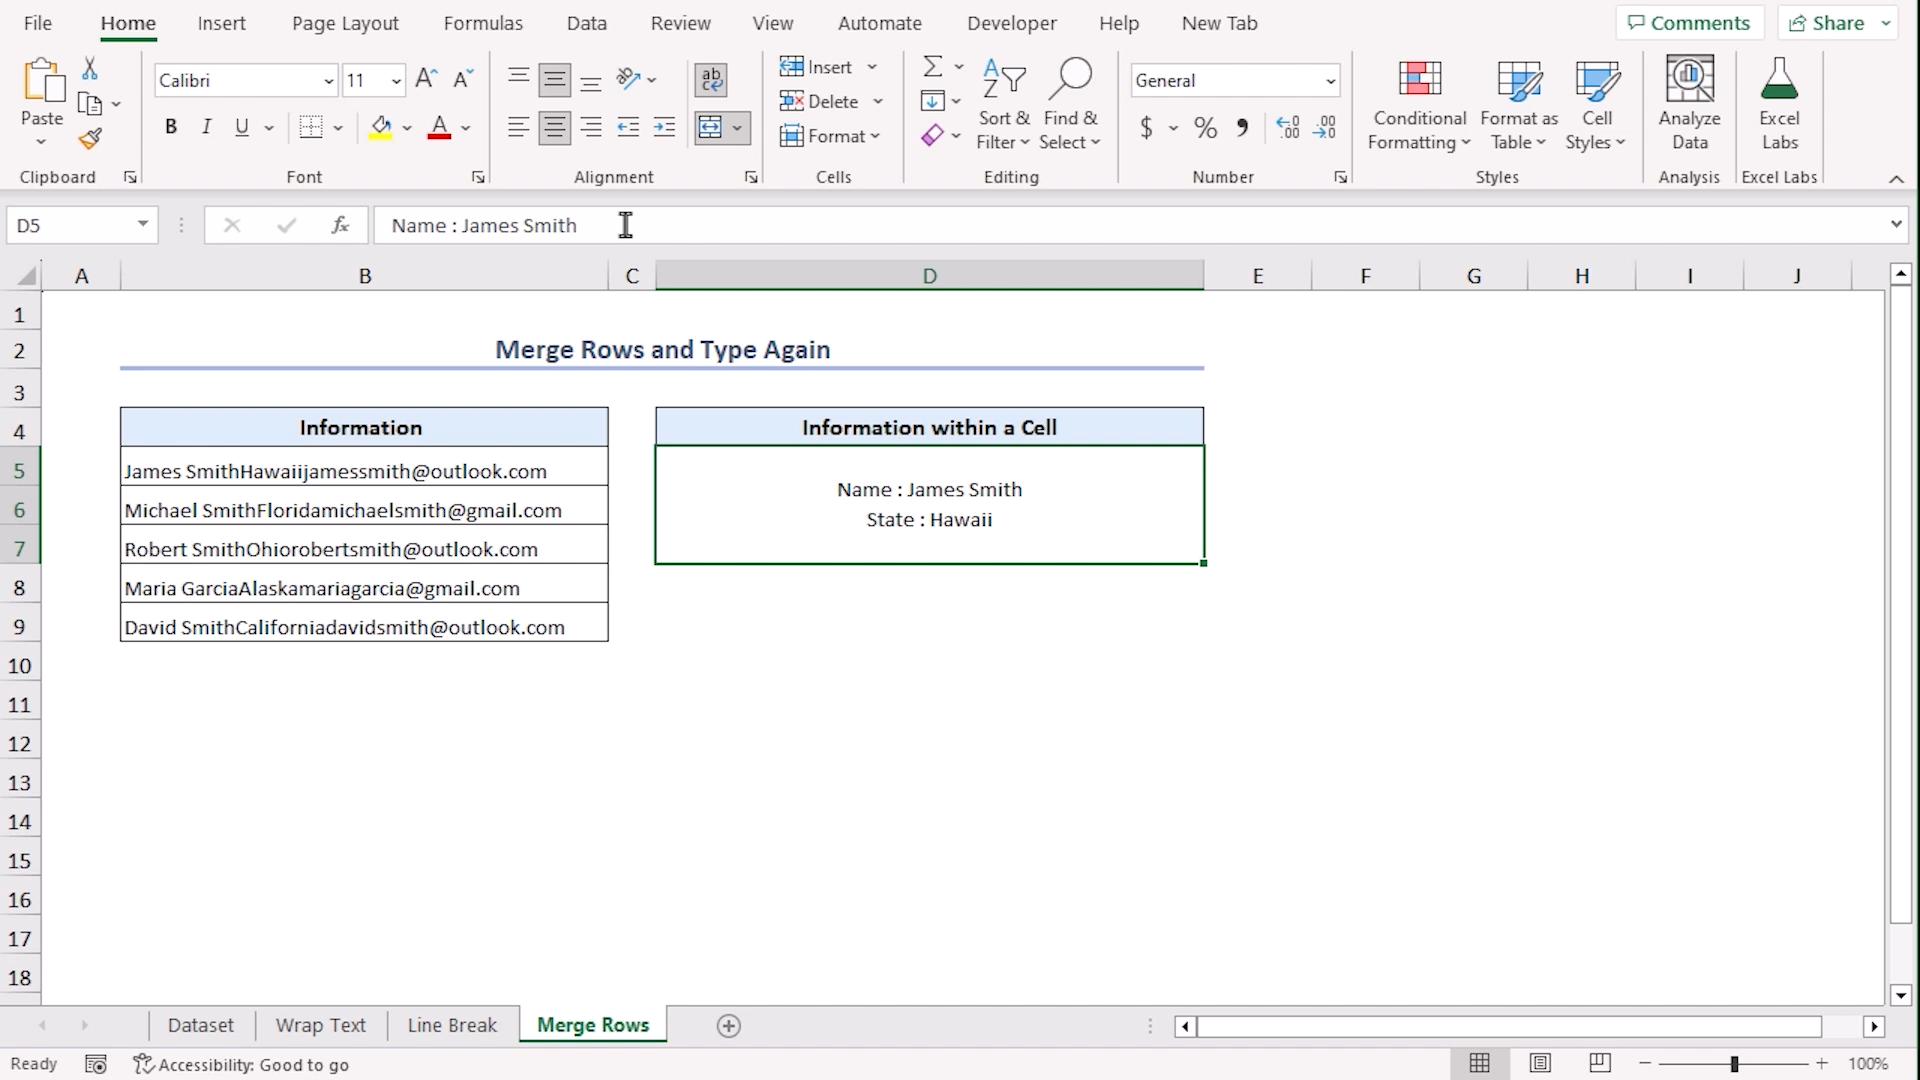 File Home Insert Page Layout Formulas Data Review View Automate Developer Help New Tab Comments Share
Calibri 11 A A ab Insert Σ A General
c Delete Z
Paste B I U A Format Sort & Find & $ % Conditional Format as Cell Analyze Excel
Filter Select Formatting Table Styles Data Labs
Clipboard Font Alignment Cells Editing Number Styles Analysis Excel Labs
D5 fx Name : James Smith
A B C D E F G H I J
1
2 Merge Rows and Type Again
3
4 Information Information within a Cell
5 James SmithHawaiijamessmith@outlook.com Name : James Smith
6 Michael SmithFloridamichaelsmith@gmail.com State : Hawaii
7 Robert SmithOhiorobertsmith@outlook.com
8 Maria GarciaAlaskamariagarcia@gmail.com
9 David SmithCaliforniadavidsmith@outlook.com
10
11
12
13
14
15
16
17
18
Dataset Wrap Text Line Break Merge Rows
Ready Accessibility: Good to go 100%